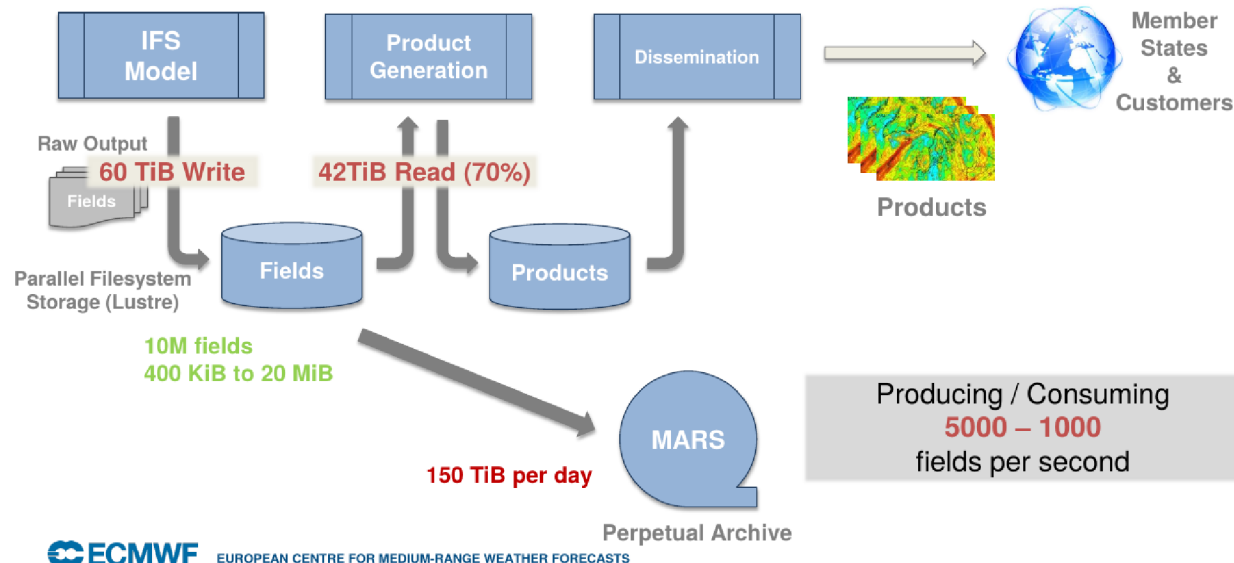 IFS
Model
Product
Generation
Dissemination
Member
States
&
Customers
Raw Output
60 TiB Write
42TiB Read (70%)
Fields
Products
Parallel Filesystem
Storage (Lustre)
Fields
Products
10M fields
400 KiB to 20 MiB
Producing / Consuming
5000 – 1000
fields per second
MARS
150 TiB per day
Perpetual Archive
ECMWF
EUROPEAN CENTRE FOR MEDIUM-RANGE WEATHER FORECASTS